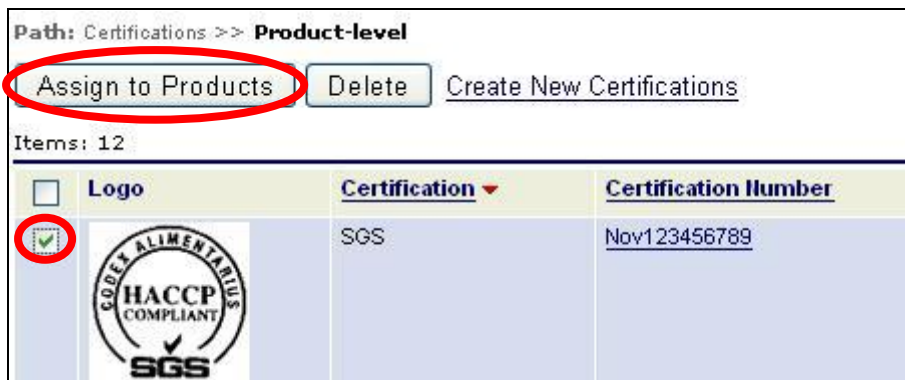 Path: Certifications >> Product-level
Assign to Products Delete Create New Certifications
Items: 12
Logo Certification Certification Number
SGS Nov123456789
CODEX ALIMENTARIUS
HACCP
COMPLIANT
SGS